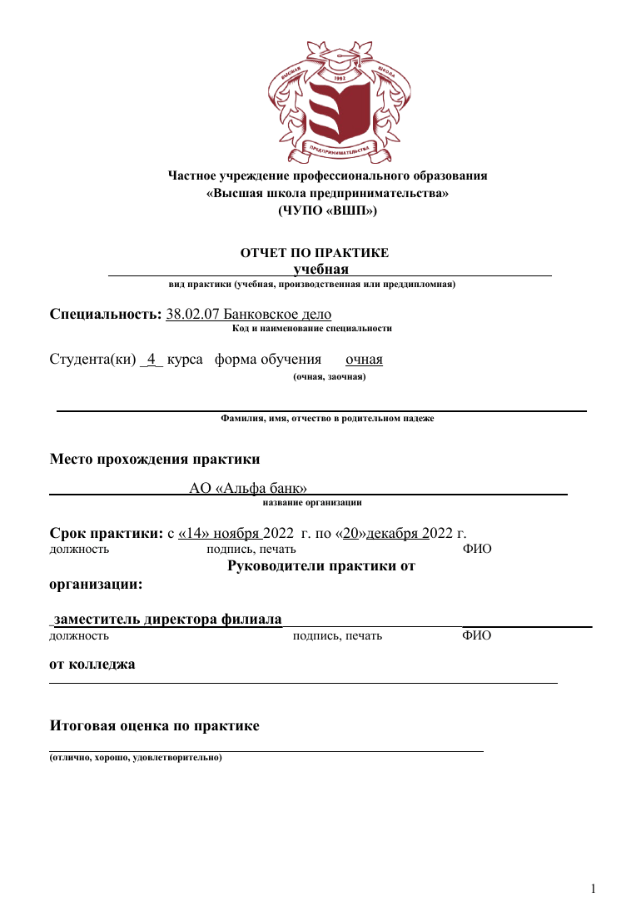 ВЫСШАЯ ШКОЛА
1992
ПРЕДПРИНИМАТЕЛЬСТВА
Частное учреждение профессионального образования
«Высшая школа предпринимательства»
(ЧУПО «ВШП»)
ОТЧЕТ ПО ПРАКТИКЕ
учебная
вид практики (учебная, производственная или преддипломная)
Специальность: 38.02.07 Банковское дело
Код и наименование специальности
Студента(ки) _4_ курса форма обучения очная
(очная, заочная)
Фамилия, имя, отчество в родительном падеже
Место прохождения практики
АО «Альфа банк»
название организации
Срок практики: с «14» ноября 2022 г. по «20»декабря 2022 г.
должность подпись, печать ФИО
Руководители практики от
организации:
заместитель директора филиала
должность подпись, печать ФИО
от колледжа
Итоговая оценка по практике
(отлично, хорошо, удовлетворительно)
1